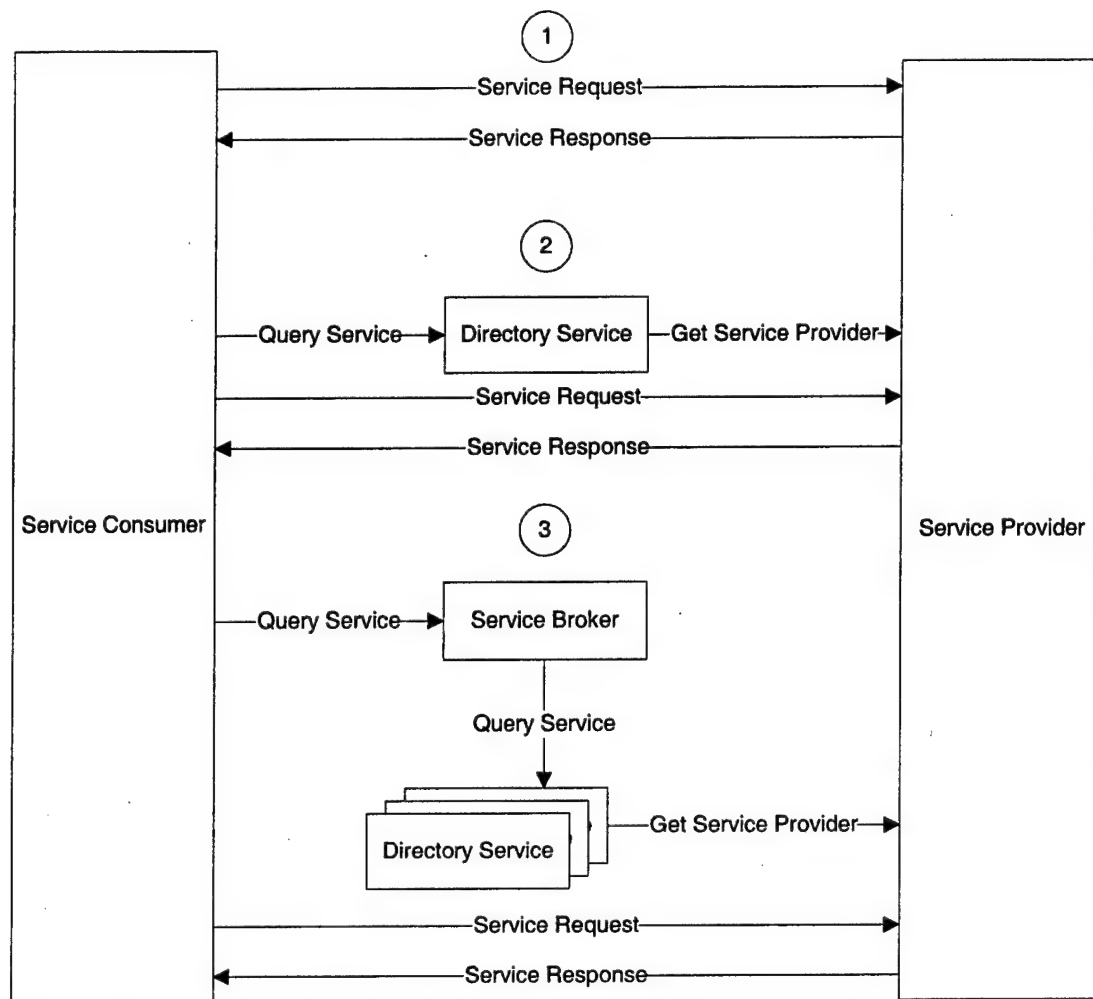 1
Service Request
Service Response
2
Query Service
Directory Service
Get Service Provider
Service Request
Service Response
Service Consumer
3
Service Provider
Query Service
Service Broker
Query Service
Get Service Provider
Directory Service
Service Request
Service Response